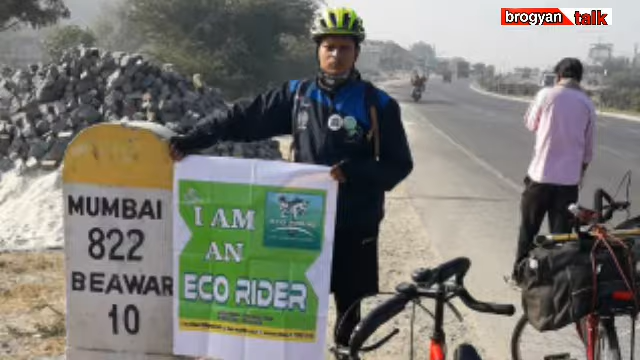 brogyan talk
MUMBAI
822
BEAWAR
10
I AM
AN
ECO RIDER